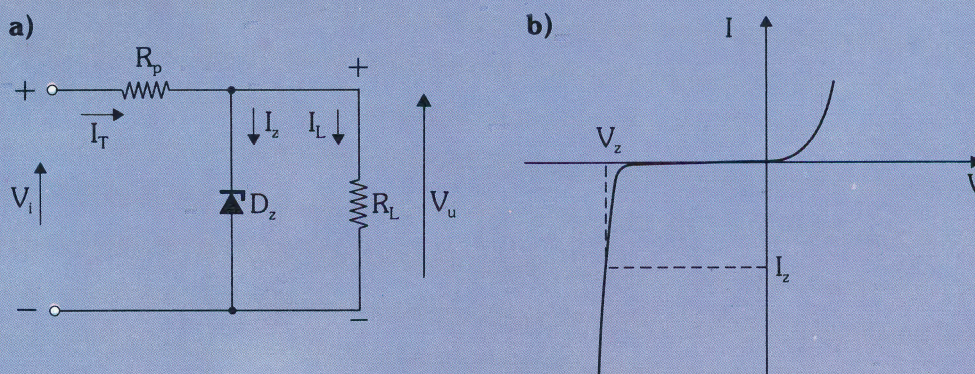 a)
R_p
+
+
I_T
I_z
I_L
V_i
D_z
R_L
V_u
−
−
b)
I
V_z
V
I_z